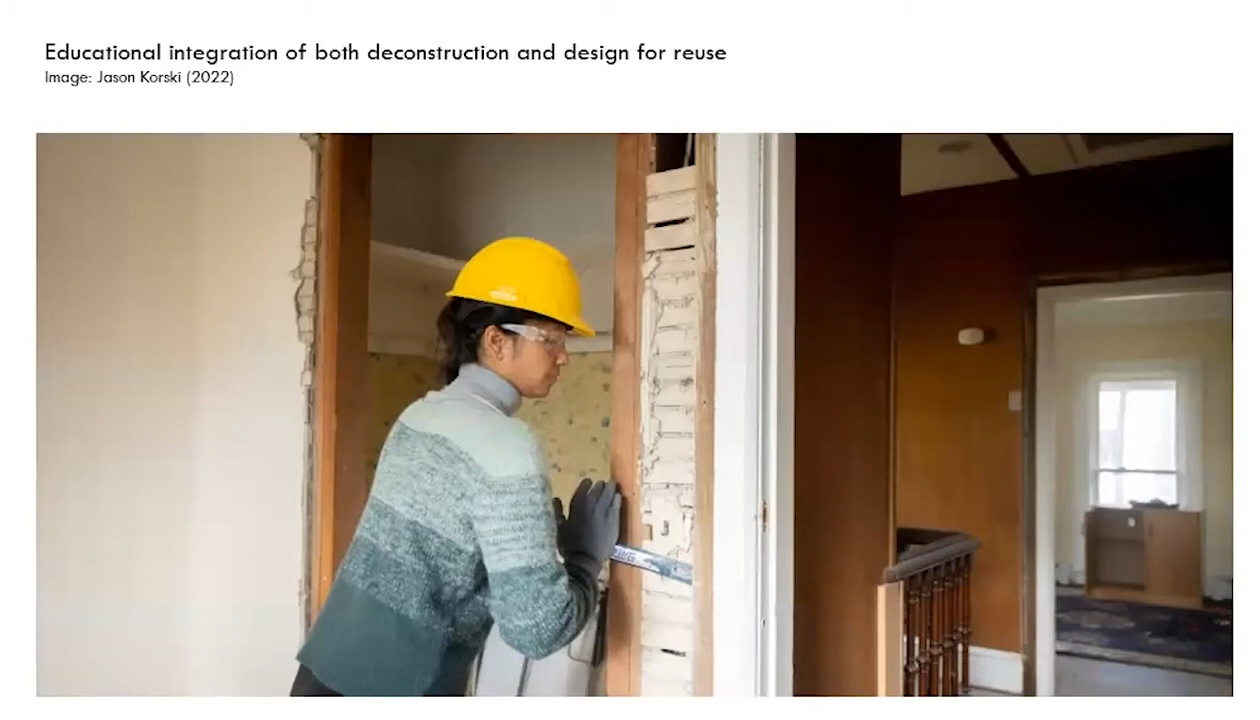 Educational integration of both deconstruction and design for reuse
Image: Jason Korski (2022)